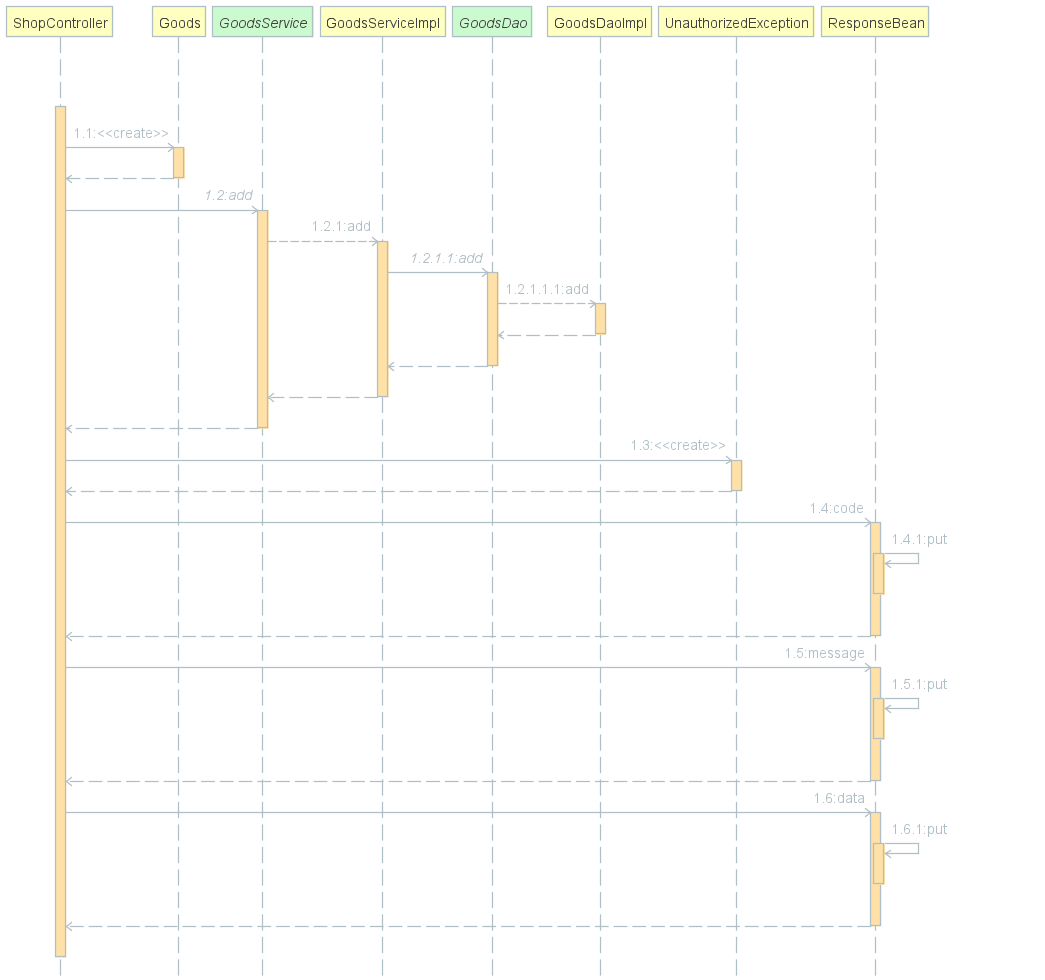 ShopController
Goods
GoodsService
GoodsServiceImpl
GoodsDao
GoodsDaoImpl
UnauthorizedException
ResponseBean
1.1:<<create>>
1.2:add
1.2.1:add
1.2.1.1:add
1.2.1.1.1:add
1.3:<<create>>
1.4:code
1.4.1:put
1.5:message
1.5.1:put
1.6:data
1.6.1:put